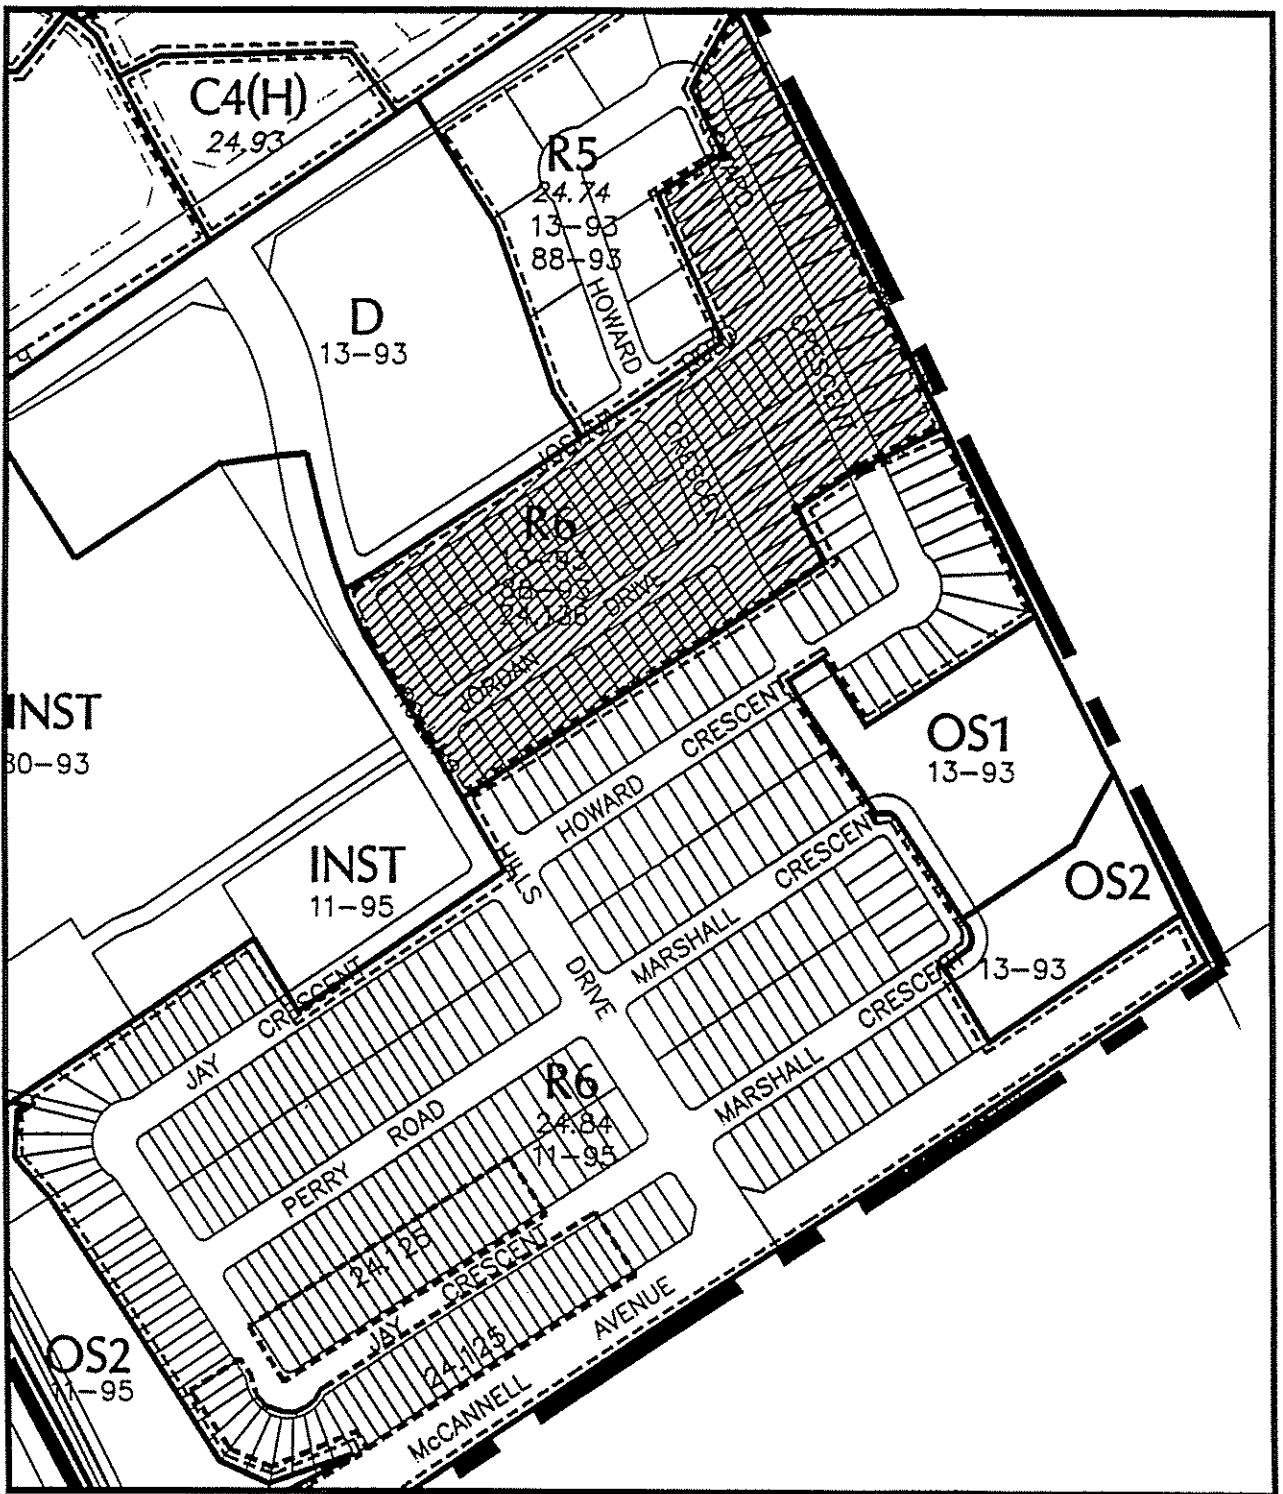 C4(H)
24.93
R5
24.74
13-93
88-93
HOWARD
D
13-93
CRESCENT
CRESCENT
R6
JORDAN DRIVE
INST
80-93
OS1
13-93
HOWARD CRESCENT
INST
11-95
HILLS
DRIVE
MARSHALL CRESCENT
OS2
13-93
MARSHALL CRESCENT
JAY CRESCENT
R6
24.84
11-95
PERRY ROAD
24.125
JAY CRESCENT
24.125
OS2
11-95
McCANNELL AVENUE